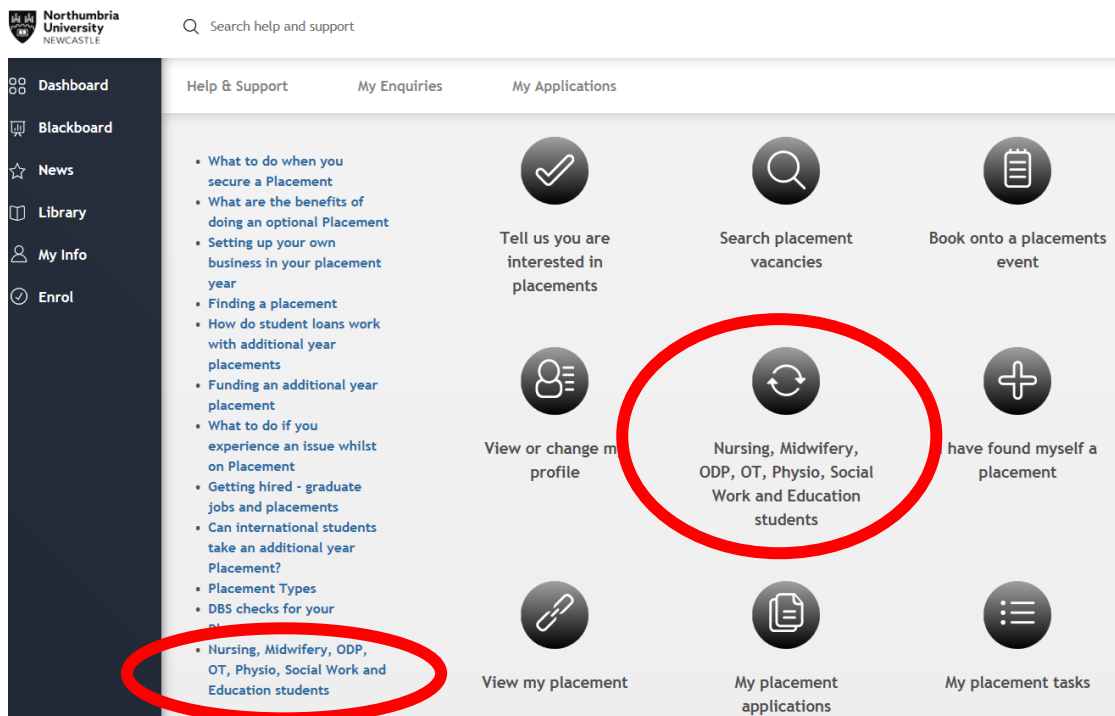 Northumbria
University
NEWCASTLE
Search help and support
Dashboard
Blackboard
News
Library
My Info
Enrol
Help & Support
My Enquiries
My Applications
• What to do when you
secure a Placement
• What are the benefits of
doing an optional Placement
• Setting up your own
business in your placement
year
• Finding a placement
• How do student loans work
with additional year
placements
• Funding an additional year
placement
• What to do if you
experience an issue whilst
on Placement
• Getting hired - graduate
jobs and placements
• Can international students
take an additional year
Placement?
• Placement Types
• DBS checks for your
• Nursing, Midwifery, ODP,
OT, Physio, Social Work and
Education students
Tell us you are
interested in
placements
Search placement
vacancies
Book onto a placements
event
View or change
profile
Nursing, Midwifery,
ODP, OT, Physio, Social
Work and Education
students
have found myself a
placement
View my placement
My placement
applications
My placement tasks